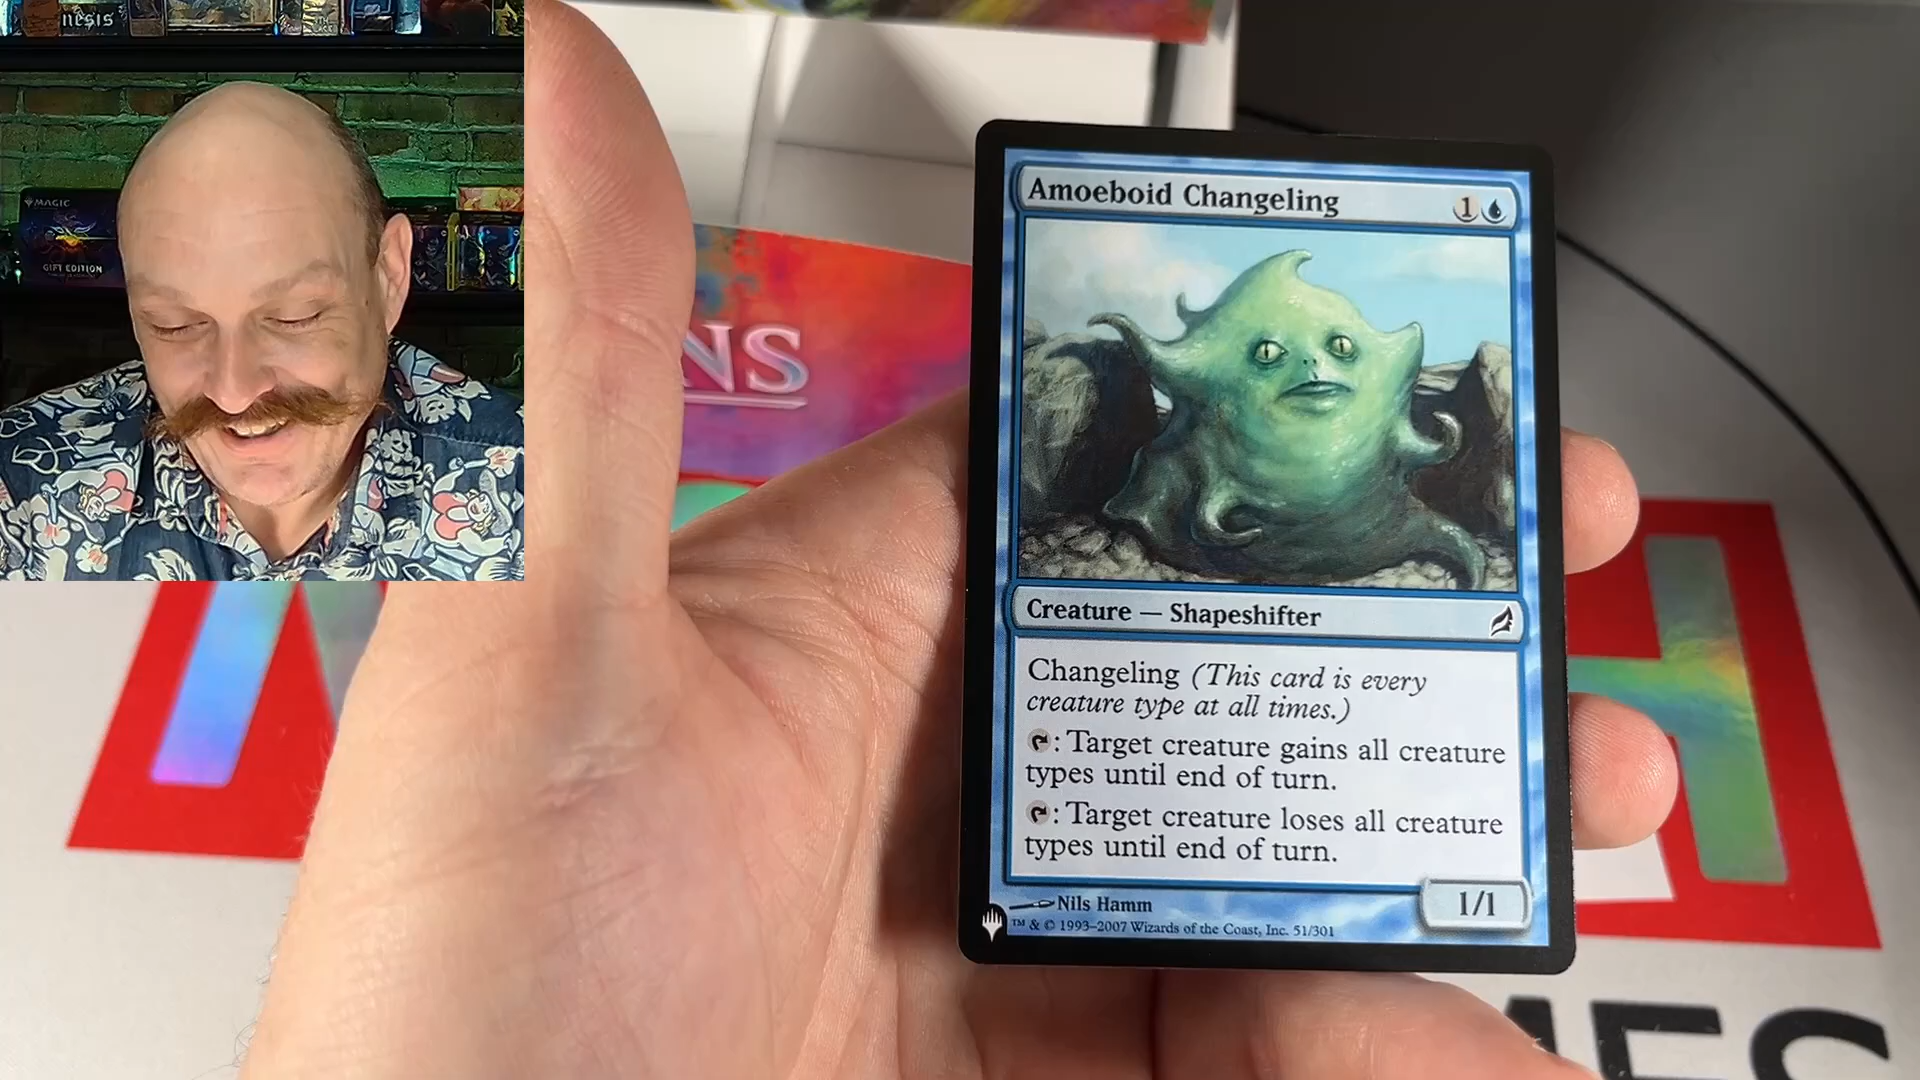 nesis
MAGIC
GIFT EDITION
NS
Amoeboid Changeling
1
Creature — Shapeshifter
Changeling (This card is every
creature type at all times.)
: Target creature gains all creature
types until end of turn.
: Target creature loses all creature
types until end of turn.
1/1
Nils Hamm
™ & © 1993–2007 Wizards of the Coast, Inc. 51/301
MES